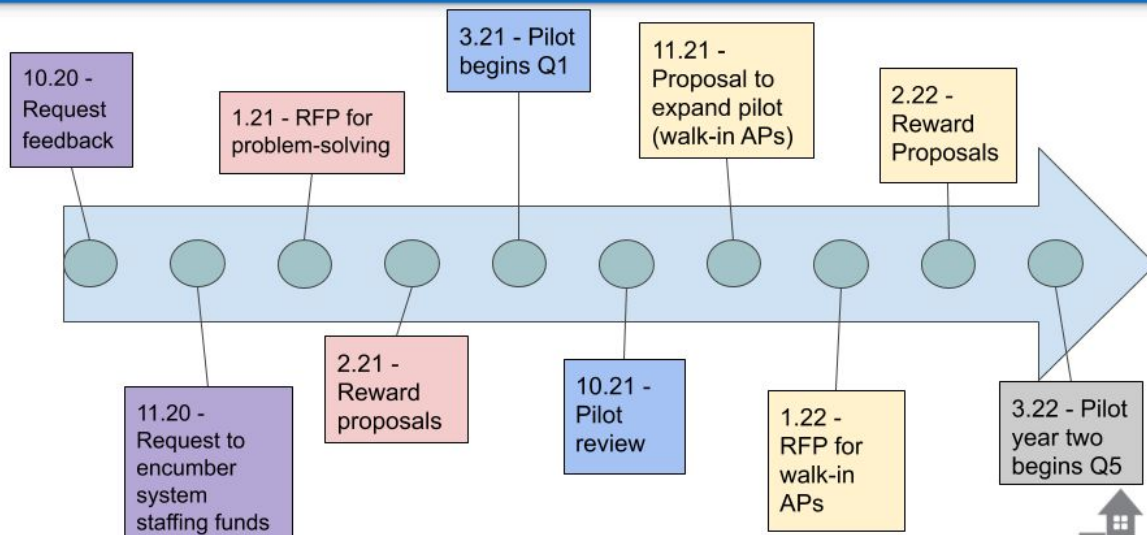 10.20 -
Request
feedback
11.20 -
Request to
encumber
system
staffing funds
1.21 - RFP for
problem-solving
2.21 -
Reward
proposals
3.21 - Pilot
begins Q1
10.21 -
Pilot
review
11.21 -
Proposal to
expand pilot
(walk-in APs)
1.22 -
RFP for
walk-in
APs
2.22 -
Reward
Proposals
3.22 - Pilot
year two
begins Q5